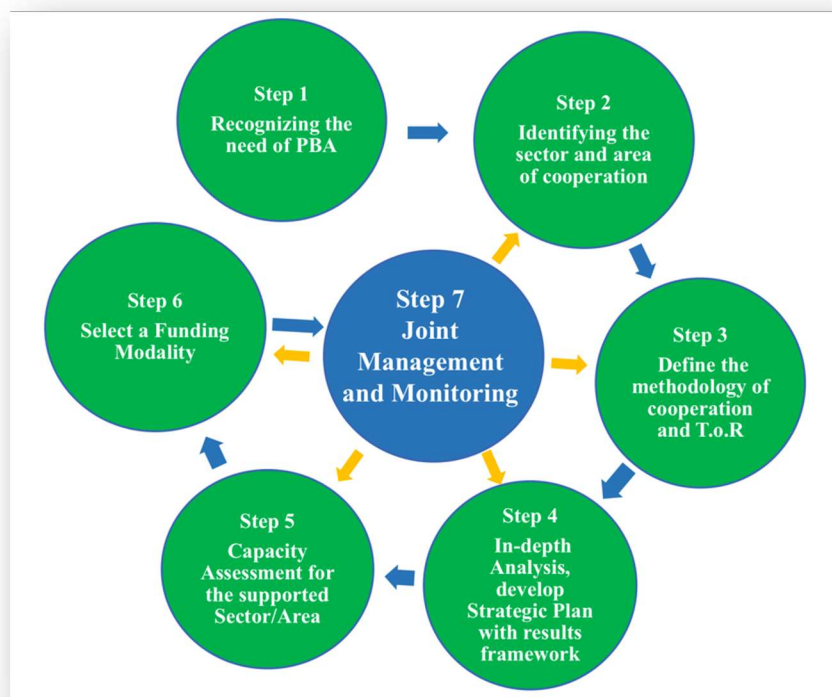 Step 1
Recognizing the
need of PBA
Step 2
Identifying the
sector and area
of cooperation
Step 3
Define the
methodology of
cooperation
and T.o.R
Step 4
In-depth
Analysis,
develop
Strategic Plan
with results
framework
Step 5
Capacity
Assessment for
the supported
Sector/Area
Step 6
Select a Funding
Modality
Step 7
Joint
Management
and Monitoring